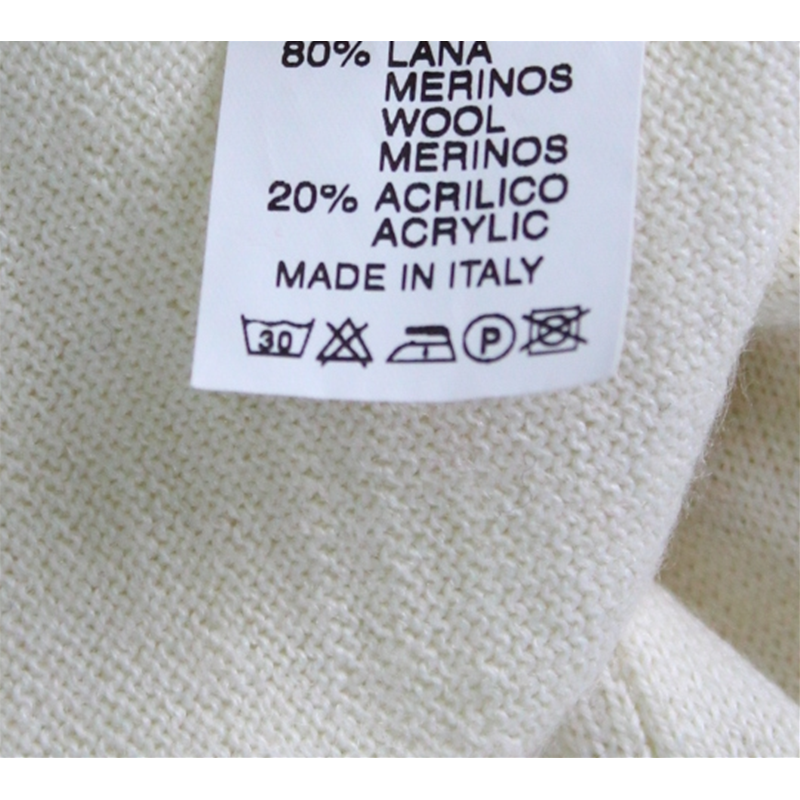 80% LANA
MERINOS
WOOL
MERINOS
20% ACRILICO
ACRYLIC
MADE IN ITALY
30 P